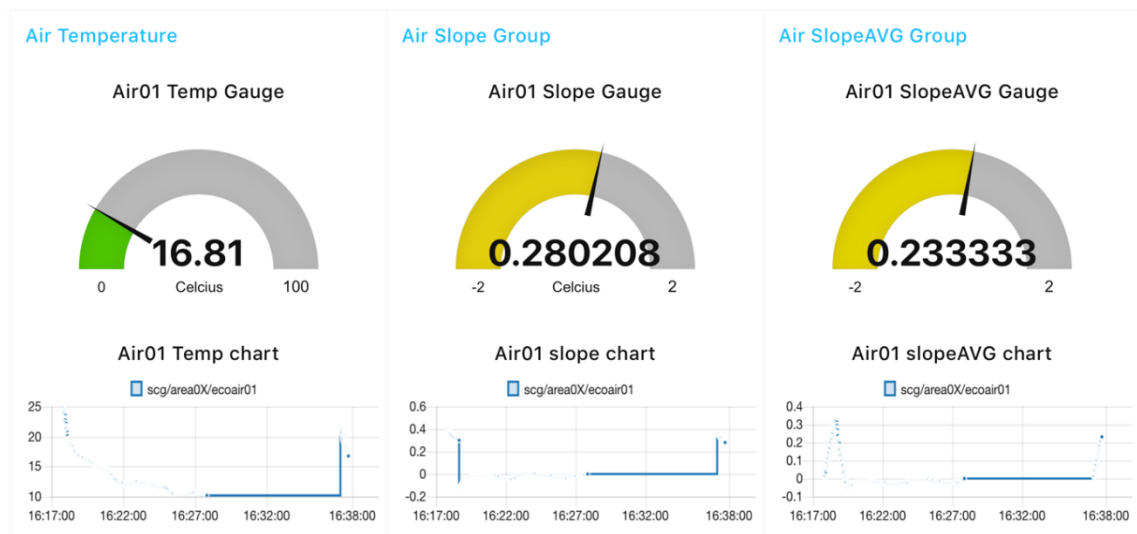 Air Temperature
Air01 Temp Gauge
16.81
0 Celcius 100
Air01 Temp chart
scg/area0X/ecoair01
25
20
15
10
16:17:00 16:22:00 16:27:00 16:32:00 16:38:00
Air Slope Group
Air01 Slope Gauge
0.280208
-2 Celcius 2
Air01 slope chart
scg/area0X/ecoair01
0.6
0.4
0.2
0
-0.2
16:17:00 16:22:00 16:27:00 16:32:00 16:38:00
Air SlopeAVG Group
Air01 SlopeAVG Gauge
0.233333
-2 2
Air01 slopeAVG chart
scg/area0X/ecoair01
0.4
0.3
0.2
0.1
0
-0.1
16:17:00 16:22:00 16:27:00 16:32:00 16:38:00